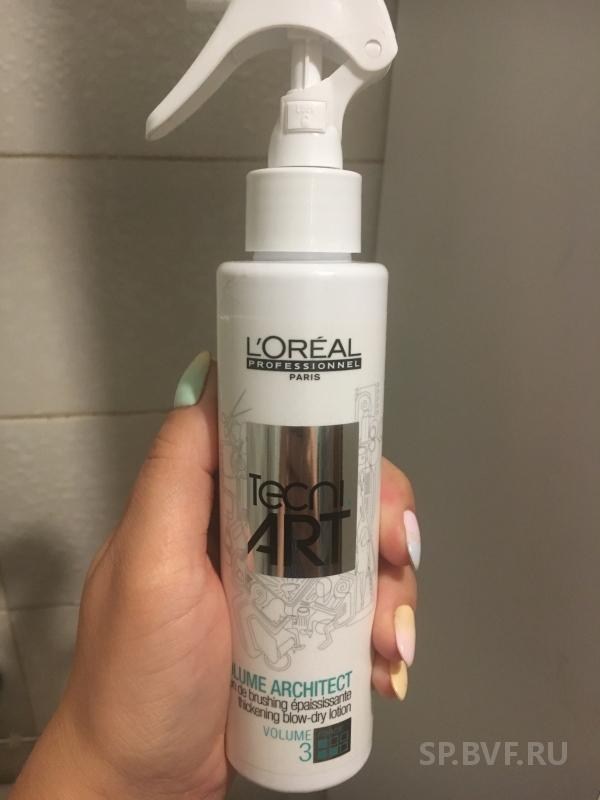 L'ORÉAL
PROFESSIONNEL
PARIS
Tecni
ART
LUME ARCHITECT
on de brushing épaississante
thickening blow-dry lotion
VOLUME
3
SP.BVF.RU